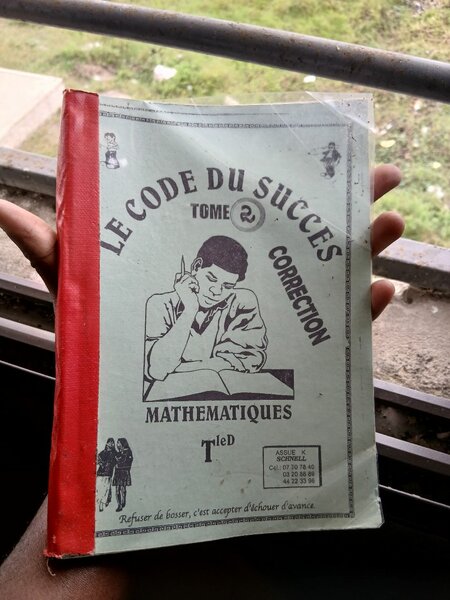 LE CODE DU SUCCES
TOME 2
CORRECTION
MATHEMATIQUES
TleD
ASSUE K
SCHNELL
Cel.: 07 70 78 40
03 20 88 89
44 22 33 96
Refuser de bosser, c'est accepter d'échouer d'avance.